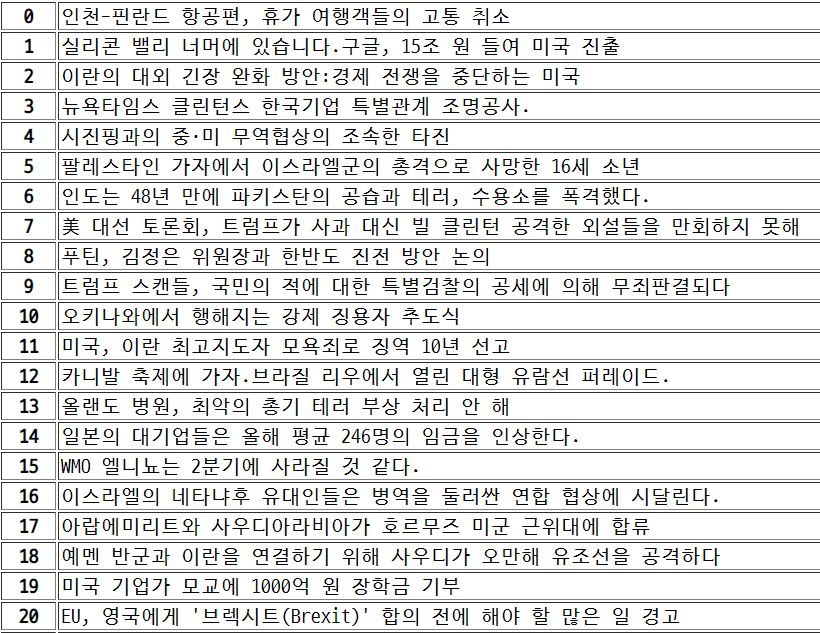 0 인천-핀란드 항공편, 휴가 여행객들의 고통 취소
1 실리콘 밸리 너머에 있습니다.구글, 15조 원 들여 미국 진출
2 이란의 대외 긴장 완화 방안:경제 전쟁을 중단하는 미국
3 뉴욕타임스 클린턴스 한국기업 특별관계 조명공사.
4 시진핑과의 중·미 무역협상의 조속한 타진
5 팔레스타인 가자에서 이스라엘군의 총격으로 사망한 16세 소년
6 인도는 48년 만에 파키스탄의 공습과 테러, 수용소를 폭격했다.
7 美 대선 토론회, 트럼프가 사과 대신 빌 클린턴 공격한 외설들을 만회하지 못해
8 푸틴, 김정은 위원장과 한반도 진전 방안 논의
9 트럼프 스캔들, 국민의 적에 대한 특별검찰의 공세에 의해 무죄판결되다
10 오키나와에서 행해지는 강제 징용자 추도식
11 미국, 이란 최고지도자 모욕죄로 징역 10년 선고
12 카니발 축제에 가자.브라질 리우에서 열린 대형 유람선 퍼레이드.
13 올랜도 병원, 최악의 총기 테러 부상 처리 안 해
14 일본의 대기업들은 올해 평균 246명의 임금을 인상한다.
15 WMO 엘니뇨는 2분기에 사라질 것 같다.
16 이스라엘의 네타냐후 유대인들은 병역을 둘러싼 연합 협상에 시달린다.
17 아랍에미리트와 사우디아라비아가 호르무즈 미군 근위대에 합류
18 예멘 반군과 이란을 연결하기 위해 사우디가 오만해 유조선을 공격하다
19 미국 기업가 모교에 1000억 원 장학금 기부
20 EU, 영국에게 '브렉시트(Brexit)' 합의 전에 해야 할 많은 일 경고